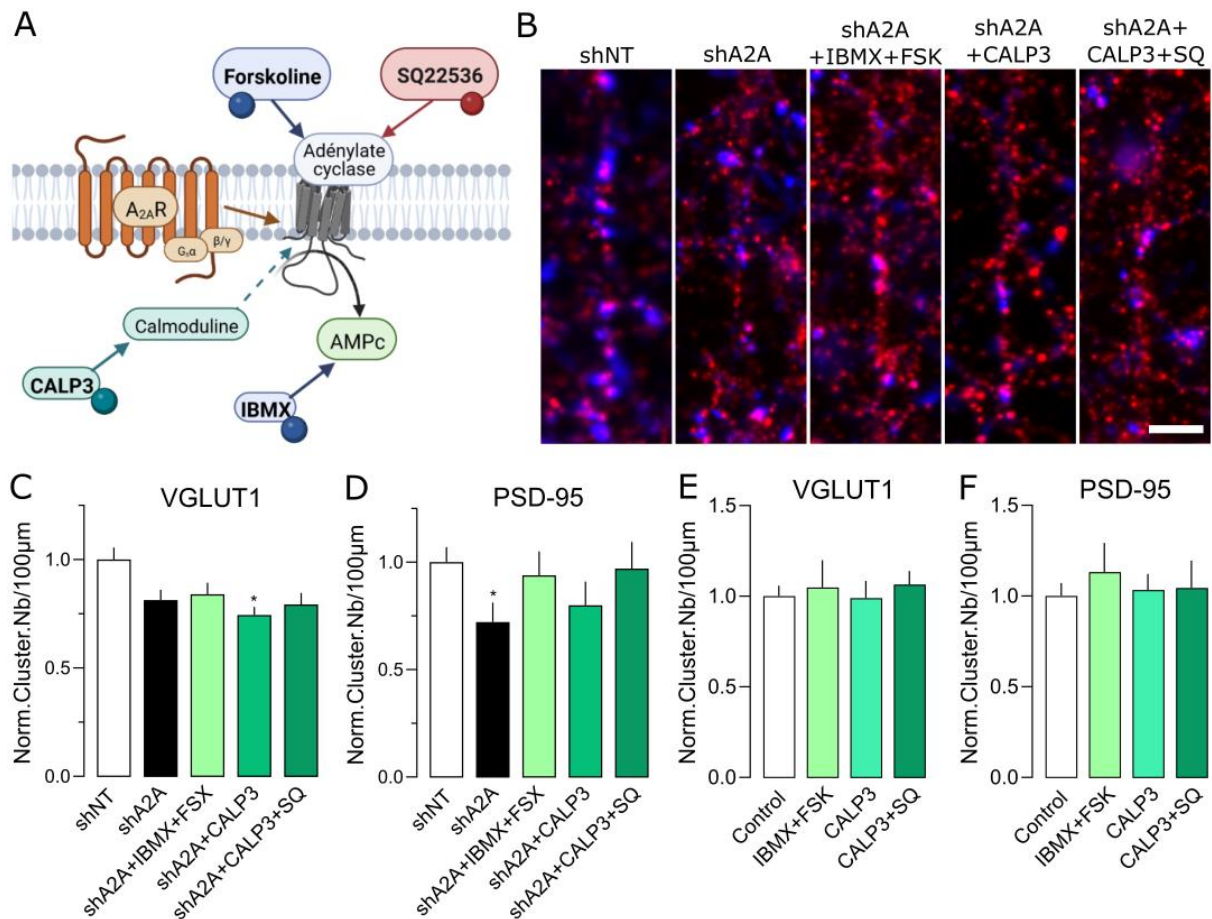 A
Forskoline
SQ22536
Adénylate
cyclase
A2AR
Gsα
β/γ
Calmoduline
AMPc
CALP3
IBMX
B
shNT
shA2A
shA2A
+IBMX+FSK
shA2A
+CALP3
shA2A+
CALP3+SQ
C
VGLUT1
Norm.Cluster.Nb/100µm
1.0
0.5
0.0
shNT
shA2A
shA2A+IBMX+FSX
*
shA2A+CALP3
shA2A+CALP3+SQ
D
PSD-95
Norm.Cluster.Nb/100µm
1.0
0.5
0.0
shNT
*
shA2A
shA2A+IBMX+FSX
shA2A+CALP3
shA2A+CALP3+SQ
E
VGLUT1
Norm.Cluster.Nb/100µm
1.5
1.0
0.5
0.0
Control
IBMX+FSK
CALP3
CALP3+SQ
F
PSD-95
Norm.Cluster.Nb/100µm
1.5
1.0
0.5
0.0
Control
IBMX+FSK
CALP3
CALP3+SQ